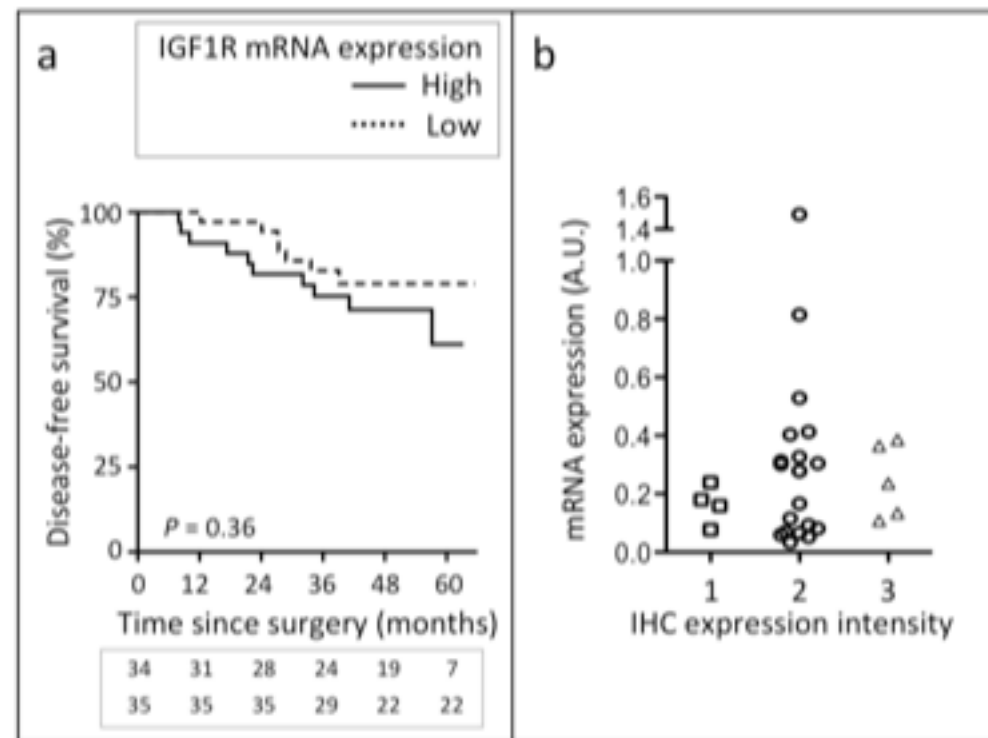 a
IGF1R mRNA expression
High
Low
Disease-free survival (%)
100
75
50
25
0
P = 0.36
0 12 24 36 48 60
Time since surgery (months)
34 31 28 24 19 7
35 35 35 29 22 22
b
mRNA expression (A.U.)
1.6
1.4
1.0
0.8
0.6
0.4
0.2
0.0
1 2 3
IHC expression intensity